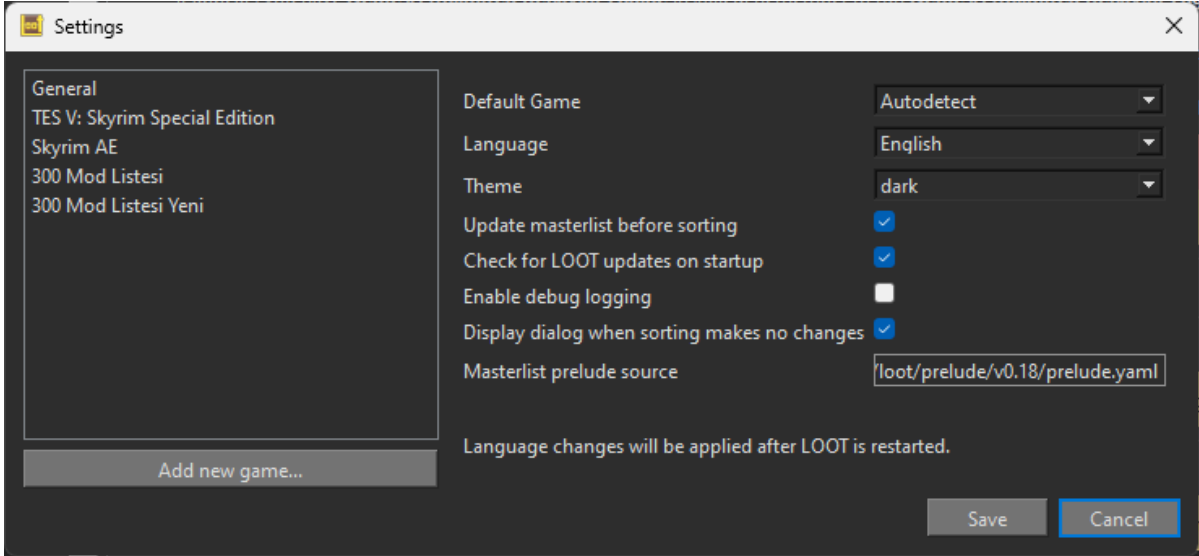 Settings
General
TES V: Skyrim Special Edition
Skyrim AE
300 Mod Listesi
300 Mod Listesi Yeni
Add new game...
Default Game Autodetect
Language English
Theme dark
Update masterlist before sorting
Check for LOOT updates on startup
Enable debug logging
Display dialog when sorting makes no changes
Masterlist prelude source /loot/prelude/v0.18/prelude.yaml
Language changes will be applied after LOOT is restarted.
Save Cancel